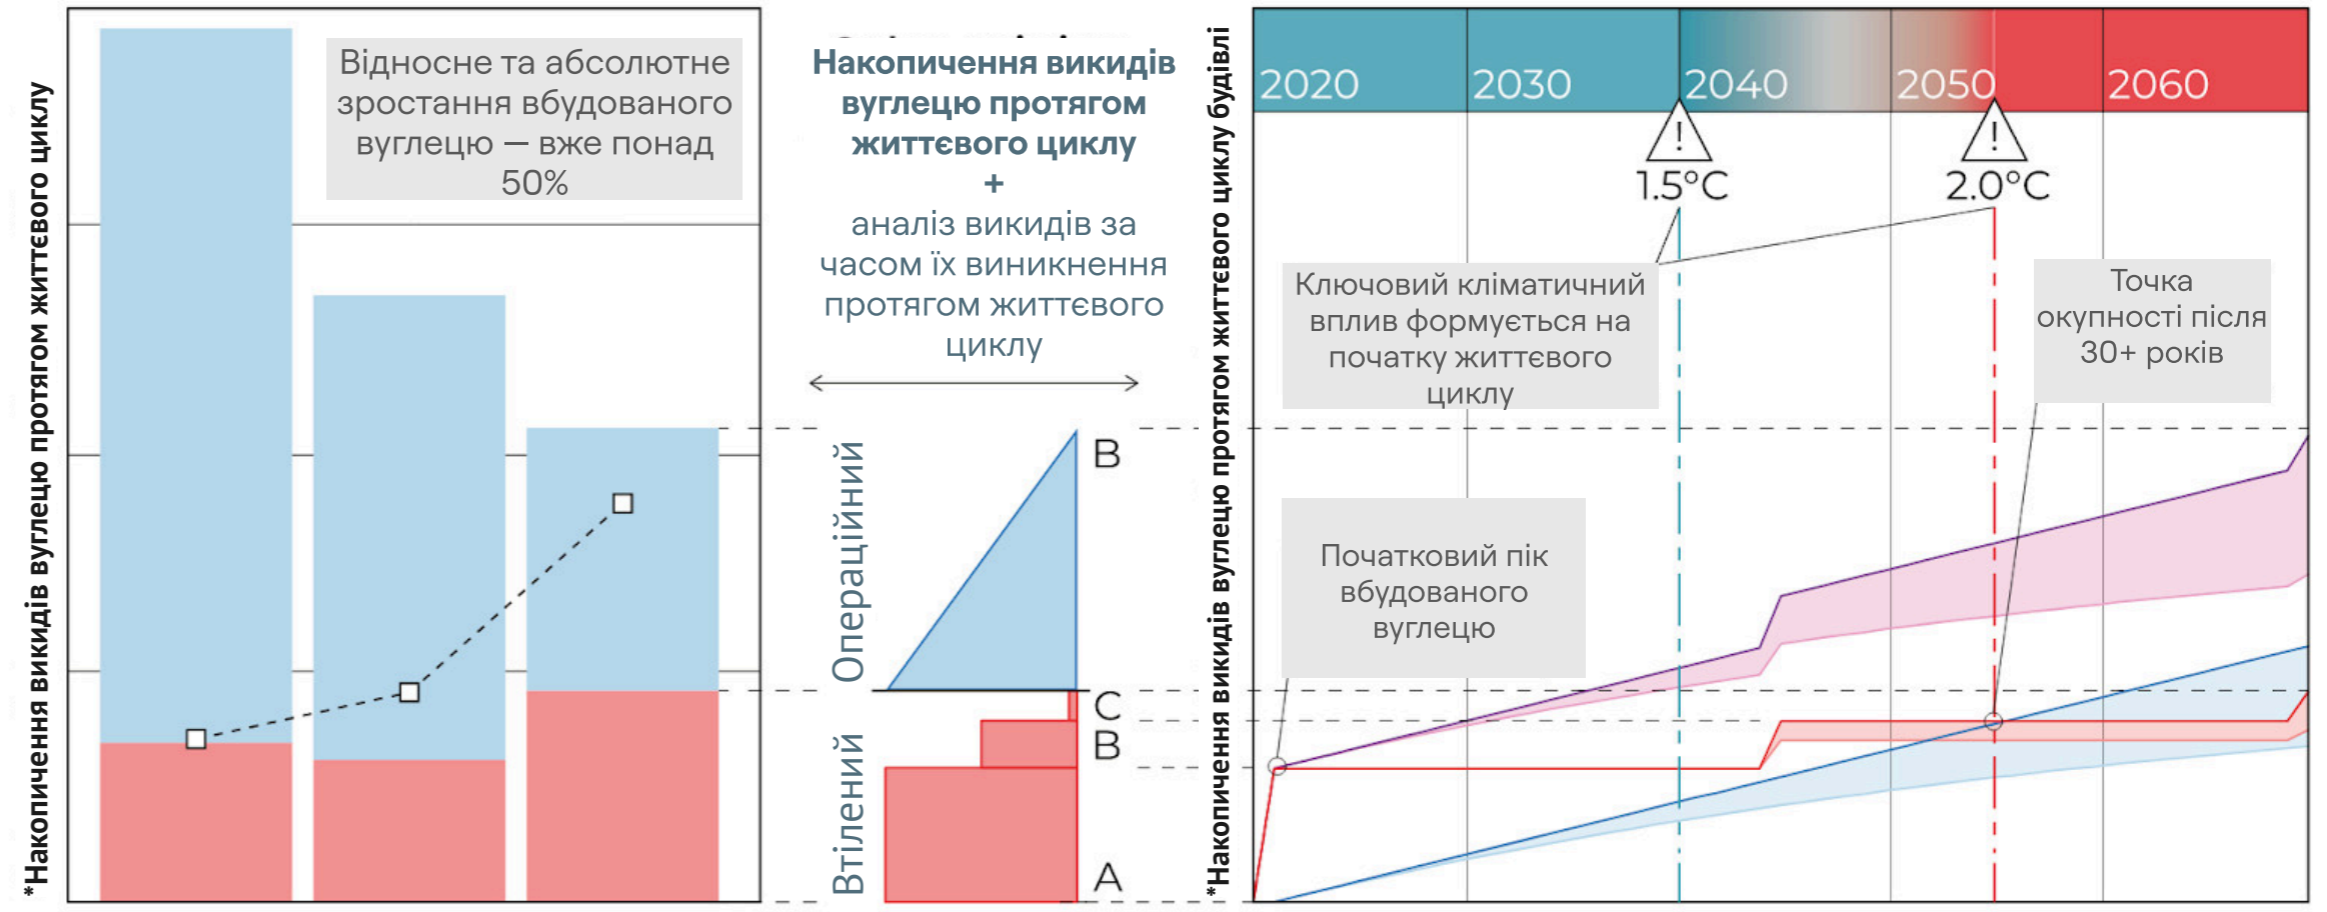 *Накопичення викидів вуглецю протягом життєвого циклу
Відносне та абсолютне
зростання вбудованого
вуглецю — вже понад
50%
Накопичення викидів
вуглецю протягом
життєвого циклу
+
аналіз викидів за
часом їх виникнення
протягом життєвого
циклу
Операційний
Втілений
B
C
B
A
*Накопичення викидів вуглецю протягом життєвого циклу будівлі
2020
2030
2040
2050
2060
!
!
1.5°C
2.0°C
Ключовий кліматичний
вплив формується на
початку життєвого
циклу
Точка
окупності після
30+ років
Початковий пік
вбудованого
вуглецю